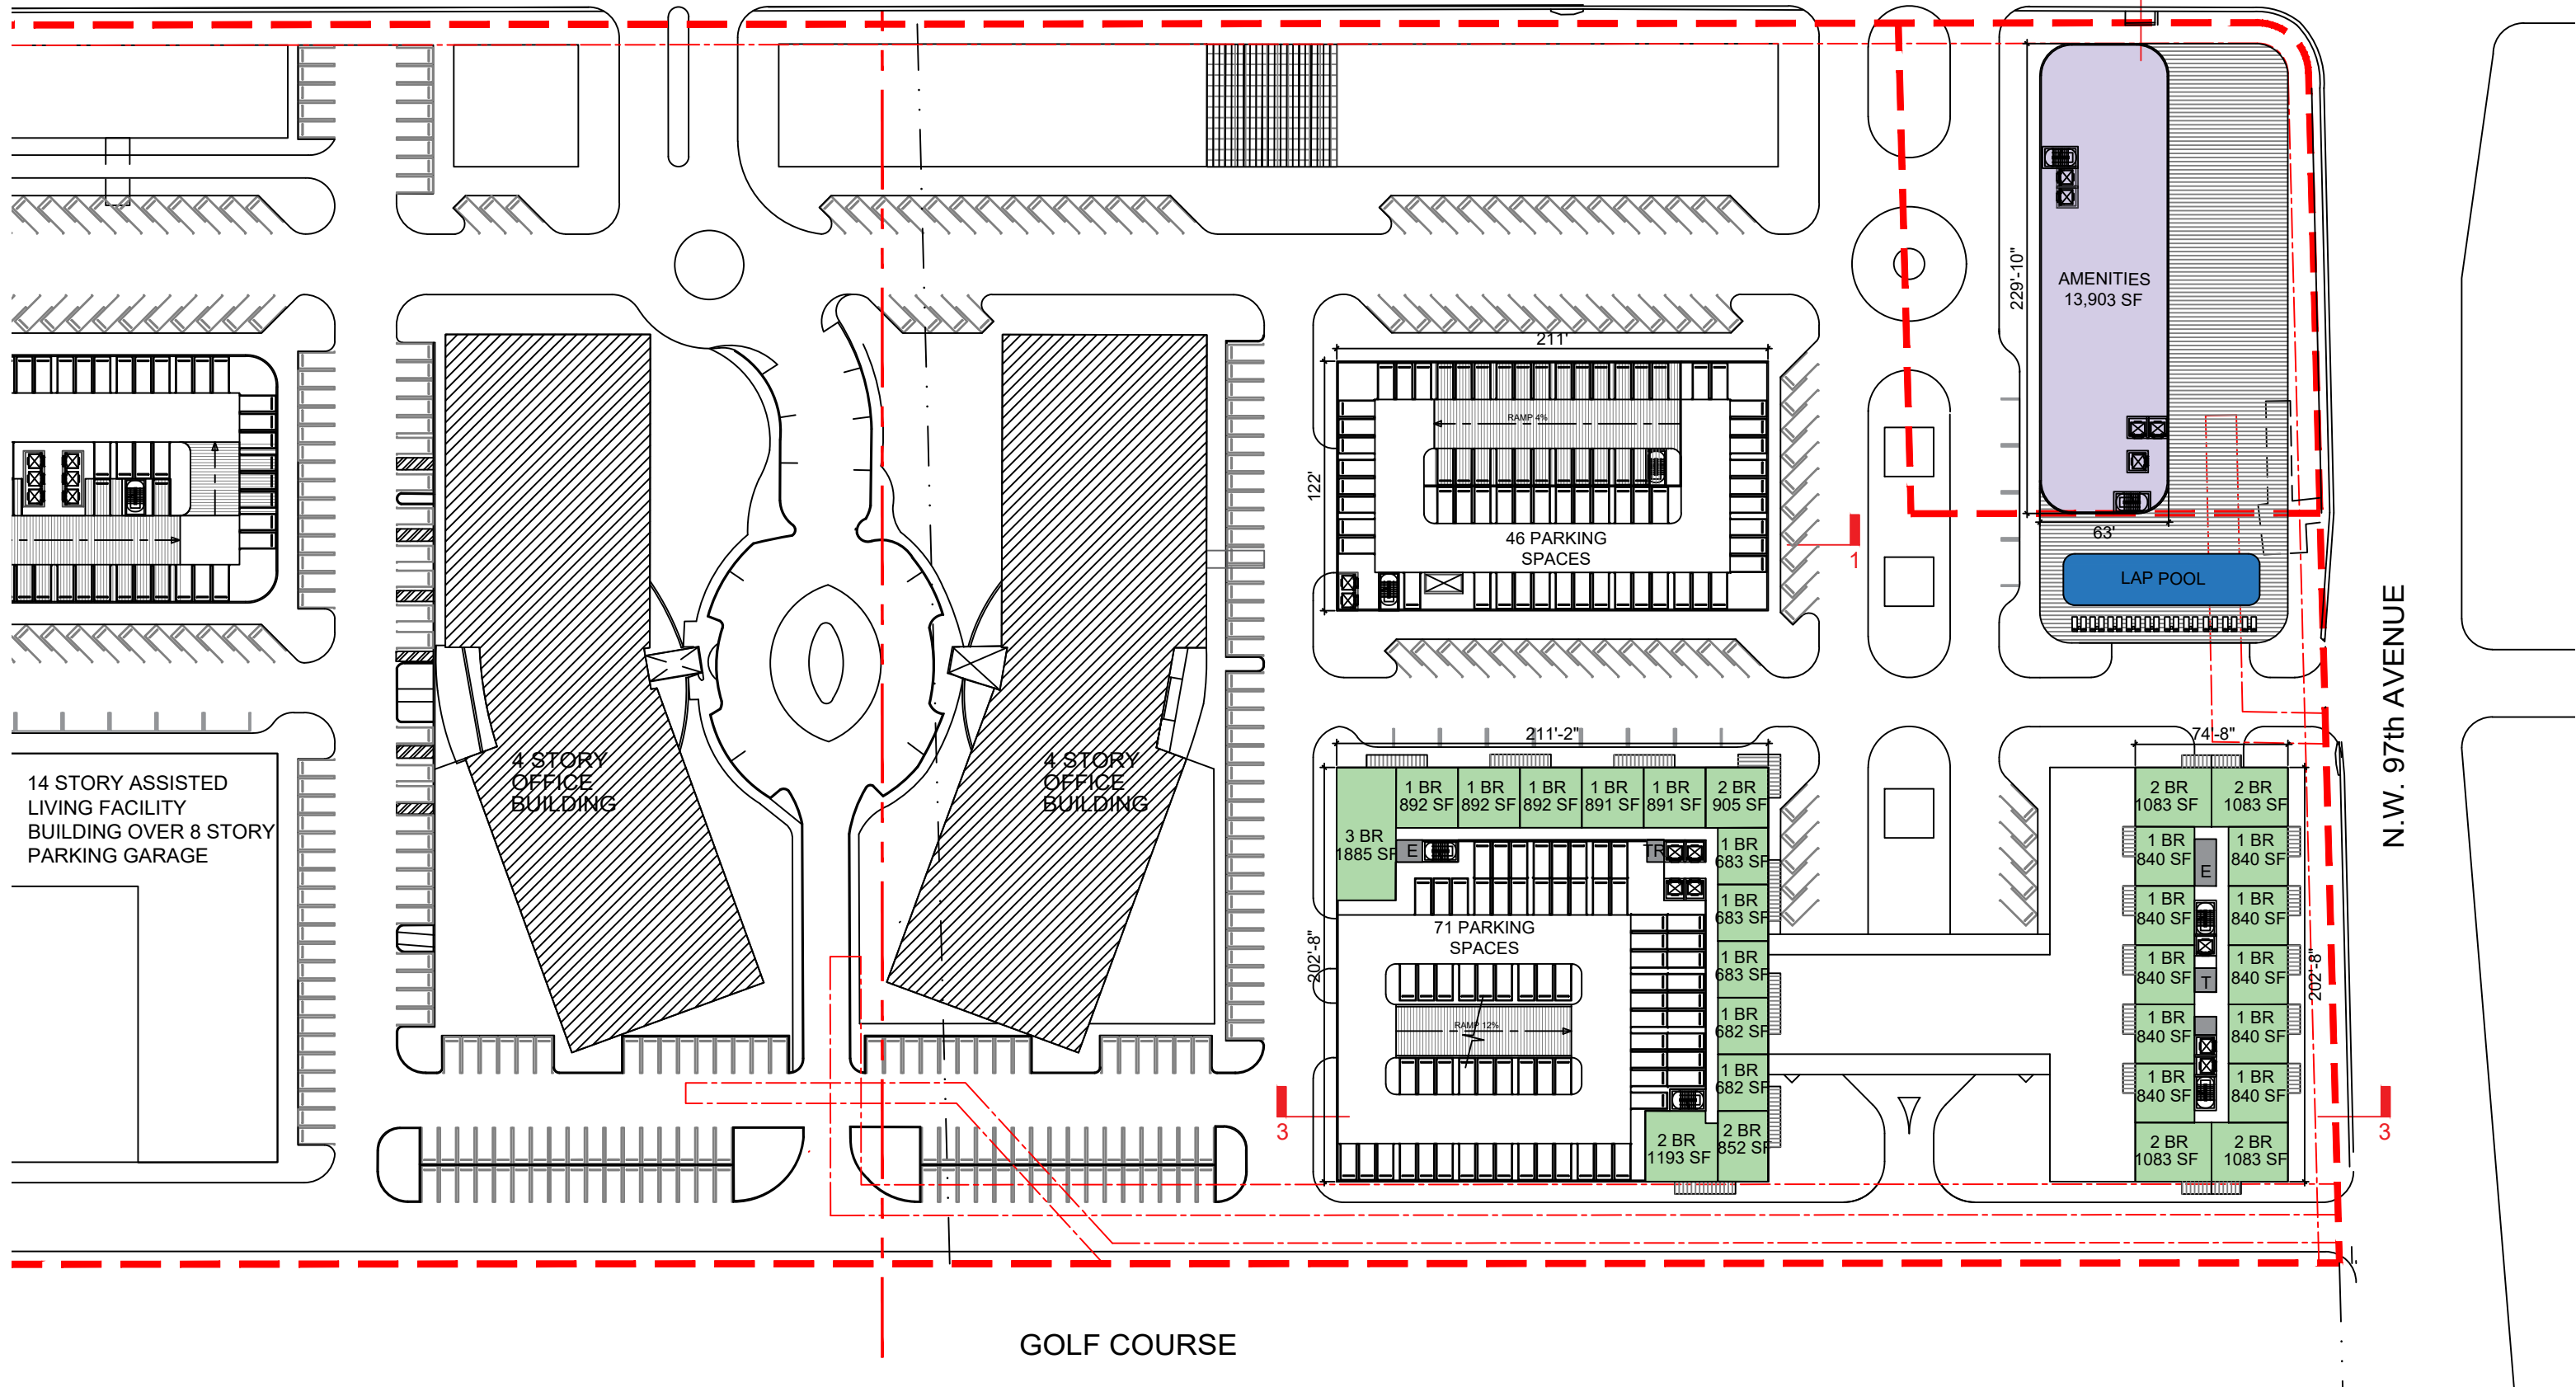 229'-10"
AMENITIES
13,903 SF
63'
LAP POOL
211'
RAMP 4%
122'
46 PARKING
SPACES
1
N.W. 97th AVENUE
14 STORY ASSISTED
LIVING FACILITY
BUILDING OVER 8 STORY
PARKING GARAGE
4 STORY
OFFICE
BUILDING
4 STORY
OFFICE
BUILDING
211'-2"
202'-8"
3 BR
1885 SF
1 BR
892 SF
1 BR
892 SF
1 BR
892 SF
1 BR
891 SF
1 BR
891 SF
2 BR
905 SF
E
TR
1 BR
683 SF
1 BR
683 SF
1 BR
683 SF
1 BR
682 SF
1 BR
682 SF
2 BR
852 SF
2 BR
1193 SF
71 PARKING
SPACES
RAMP 12%
3
74'-8"
2 BR
1083 SF
2 BR
1083 SF
1 BR
840 SF
1 BR
840 SF
E
1 BR
840 SF
1 BR
840 SF
1 BR
840 SF
1 BR
840 SF
T
1 BR
840 SF
1 BR
840 SF
1 BR
840 SF
1 BR
840 SF
2 BR
1083 SF
2 BR
1083 SF
202'-8"
3
GOLF COURSE